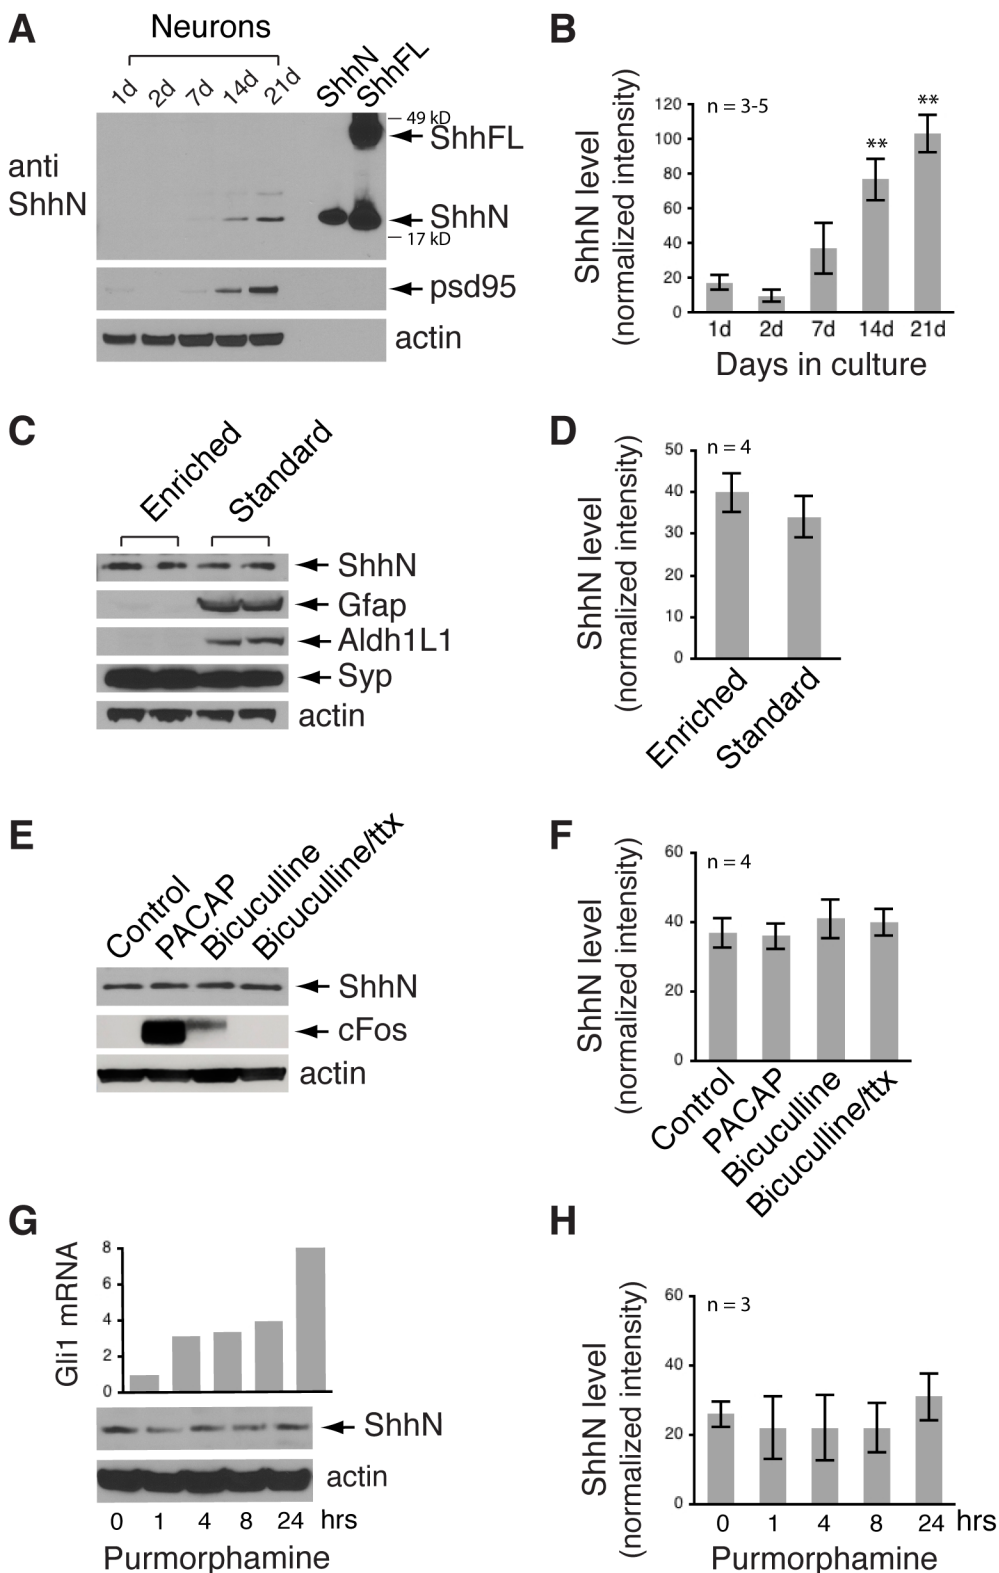 A
Neurons
1d 2d 7d 14d 21d ShhN ShhFL
49 kD
ShhFL
anti
ShhN
ShhN
17 kD
psd95
actin
B
n = 3-5
ShhN level
(normalized intensity)
120
100
80
60
40
20
0
**
**
1d 2d 7d 14d 21d
Days in culture
C
Enriched Standard
ShhN
Gfap
Aldh1L1
Syp
actin
D
n = 4
ShhN level
(normalized intensity)
50
40
30
20
10
0
Enriched Standard
E
Control PACAP Bicuculline Bicuculline/ttx
ShhN
cFos
actin
F
n = 4
ShhN level
(normalized intensity)
60
40
20
0
Control PACAP Bicuculline Bicuculline/ttx
G
Gli1 mRNA
8
6
4
2
0
ShhN
actin
0 1 4 8 24 hrs
Purmorphamine
H
n = 3
ShhN level
(normalized intensity)
60
40
20
0
0 1 4 8 24 hrs
Purmorphamine